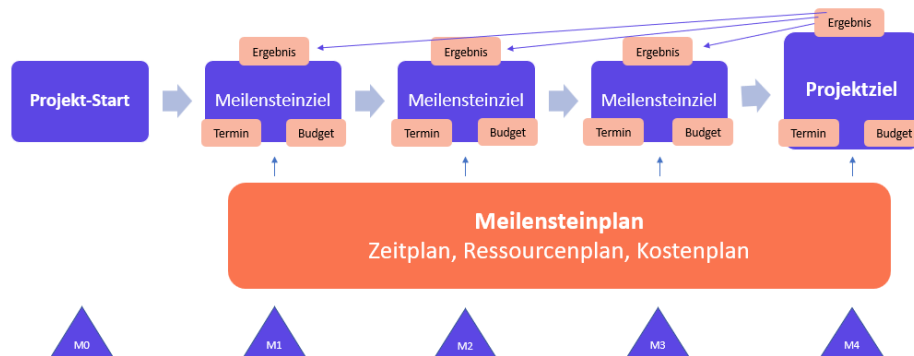 Ergebnis
Ergebnis
Ergebnis
Ergebnis
Projekt-Start
Meilensteinziel
Meilensteinziel
Meilensteinziel
Projektziel
Termin
Budget
Termin
Budget
Termin
Budget
Termin
Budget
Meilensteinplan
Zeitplan, Ressourcenplan, Kostenplan
M0
M1
M2
M3
M4